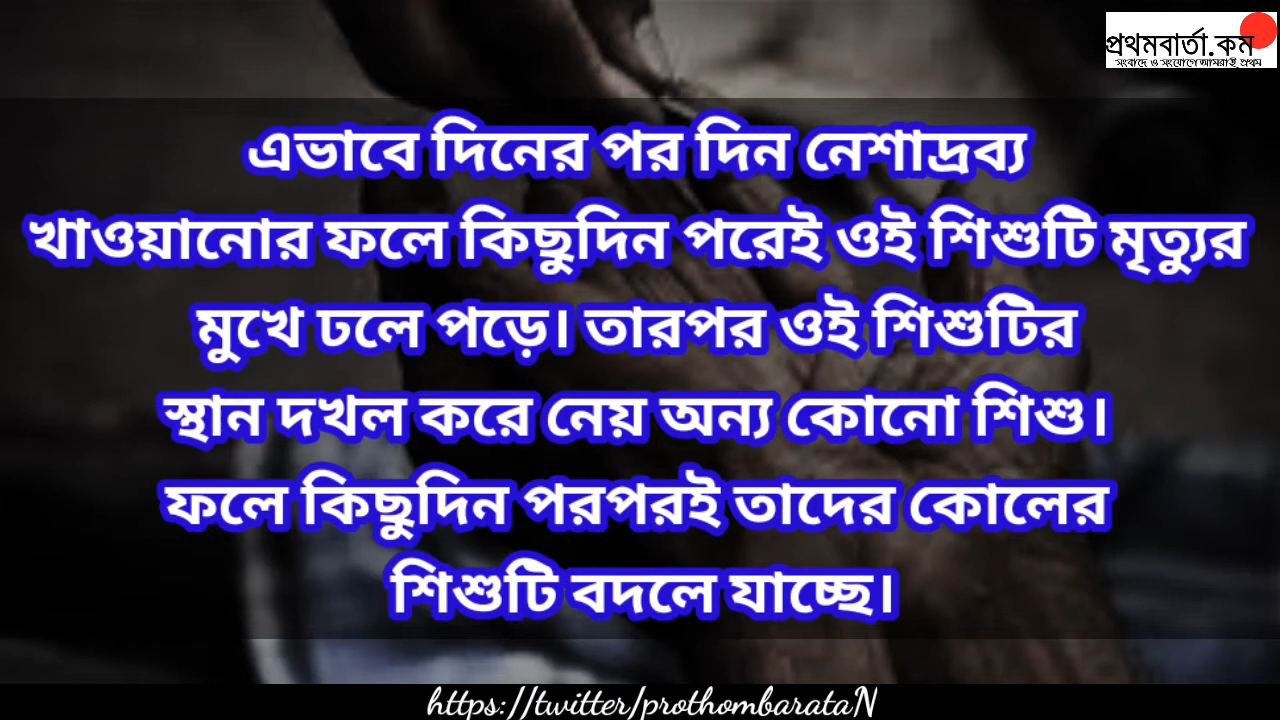 প্রথমবার্তা.কম
সংবাদে ও সংযোগে আমরাই প্রথম
এভাবে দিনের পর দিন নেশাদ্রব্য
খাওয়ানোর ফলে কিছুদিন পরেই ওই শিশুটি মৃত্যুর
মুখে ঢলে পড়ে। তারপর ওই শিশুটির
স্থান দখল করে নেয় অন্য কোনো শিশু।
ফলে কিছুদিন পরপরই তাদের কোলের
শিশুটি বদলে যাচ্ছে।
https://twitter/prothombarataN